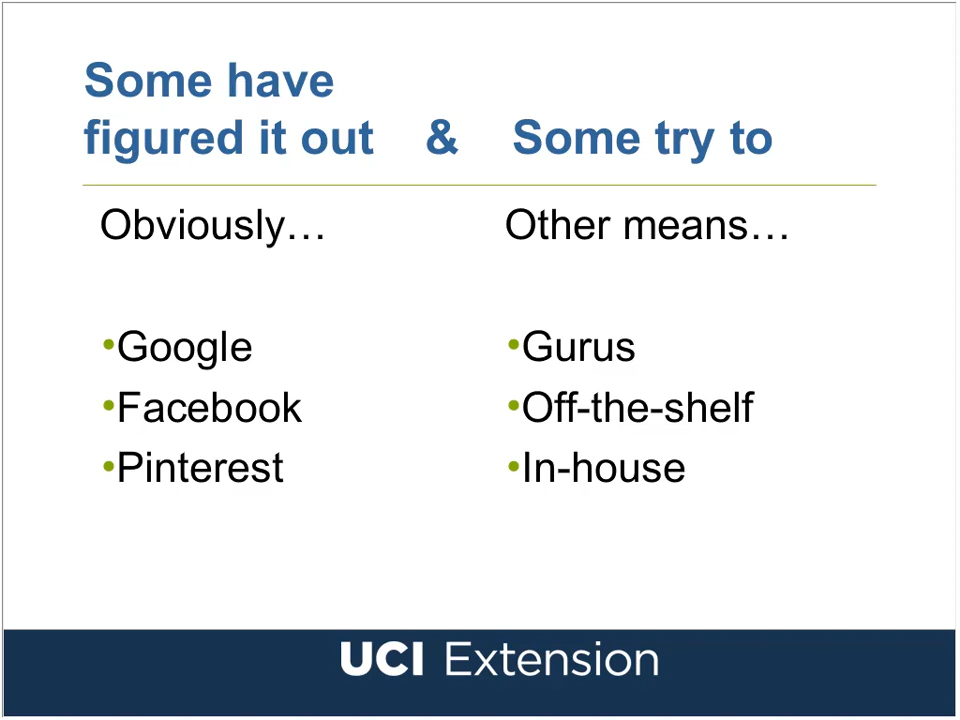 Some have
figured it out & Some try to
Obviously…
Other means…
•Google
•Facebook
•Pinterest
•Gurus
•Off-the-shelf
•In-house
UCI Extension